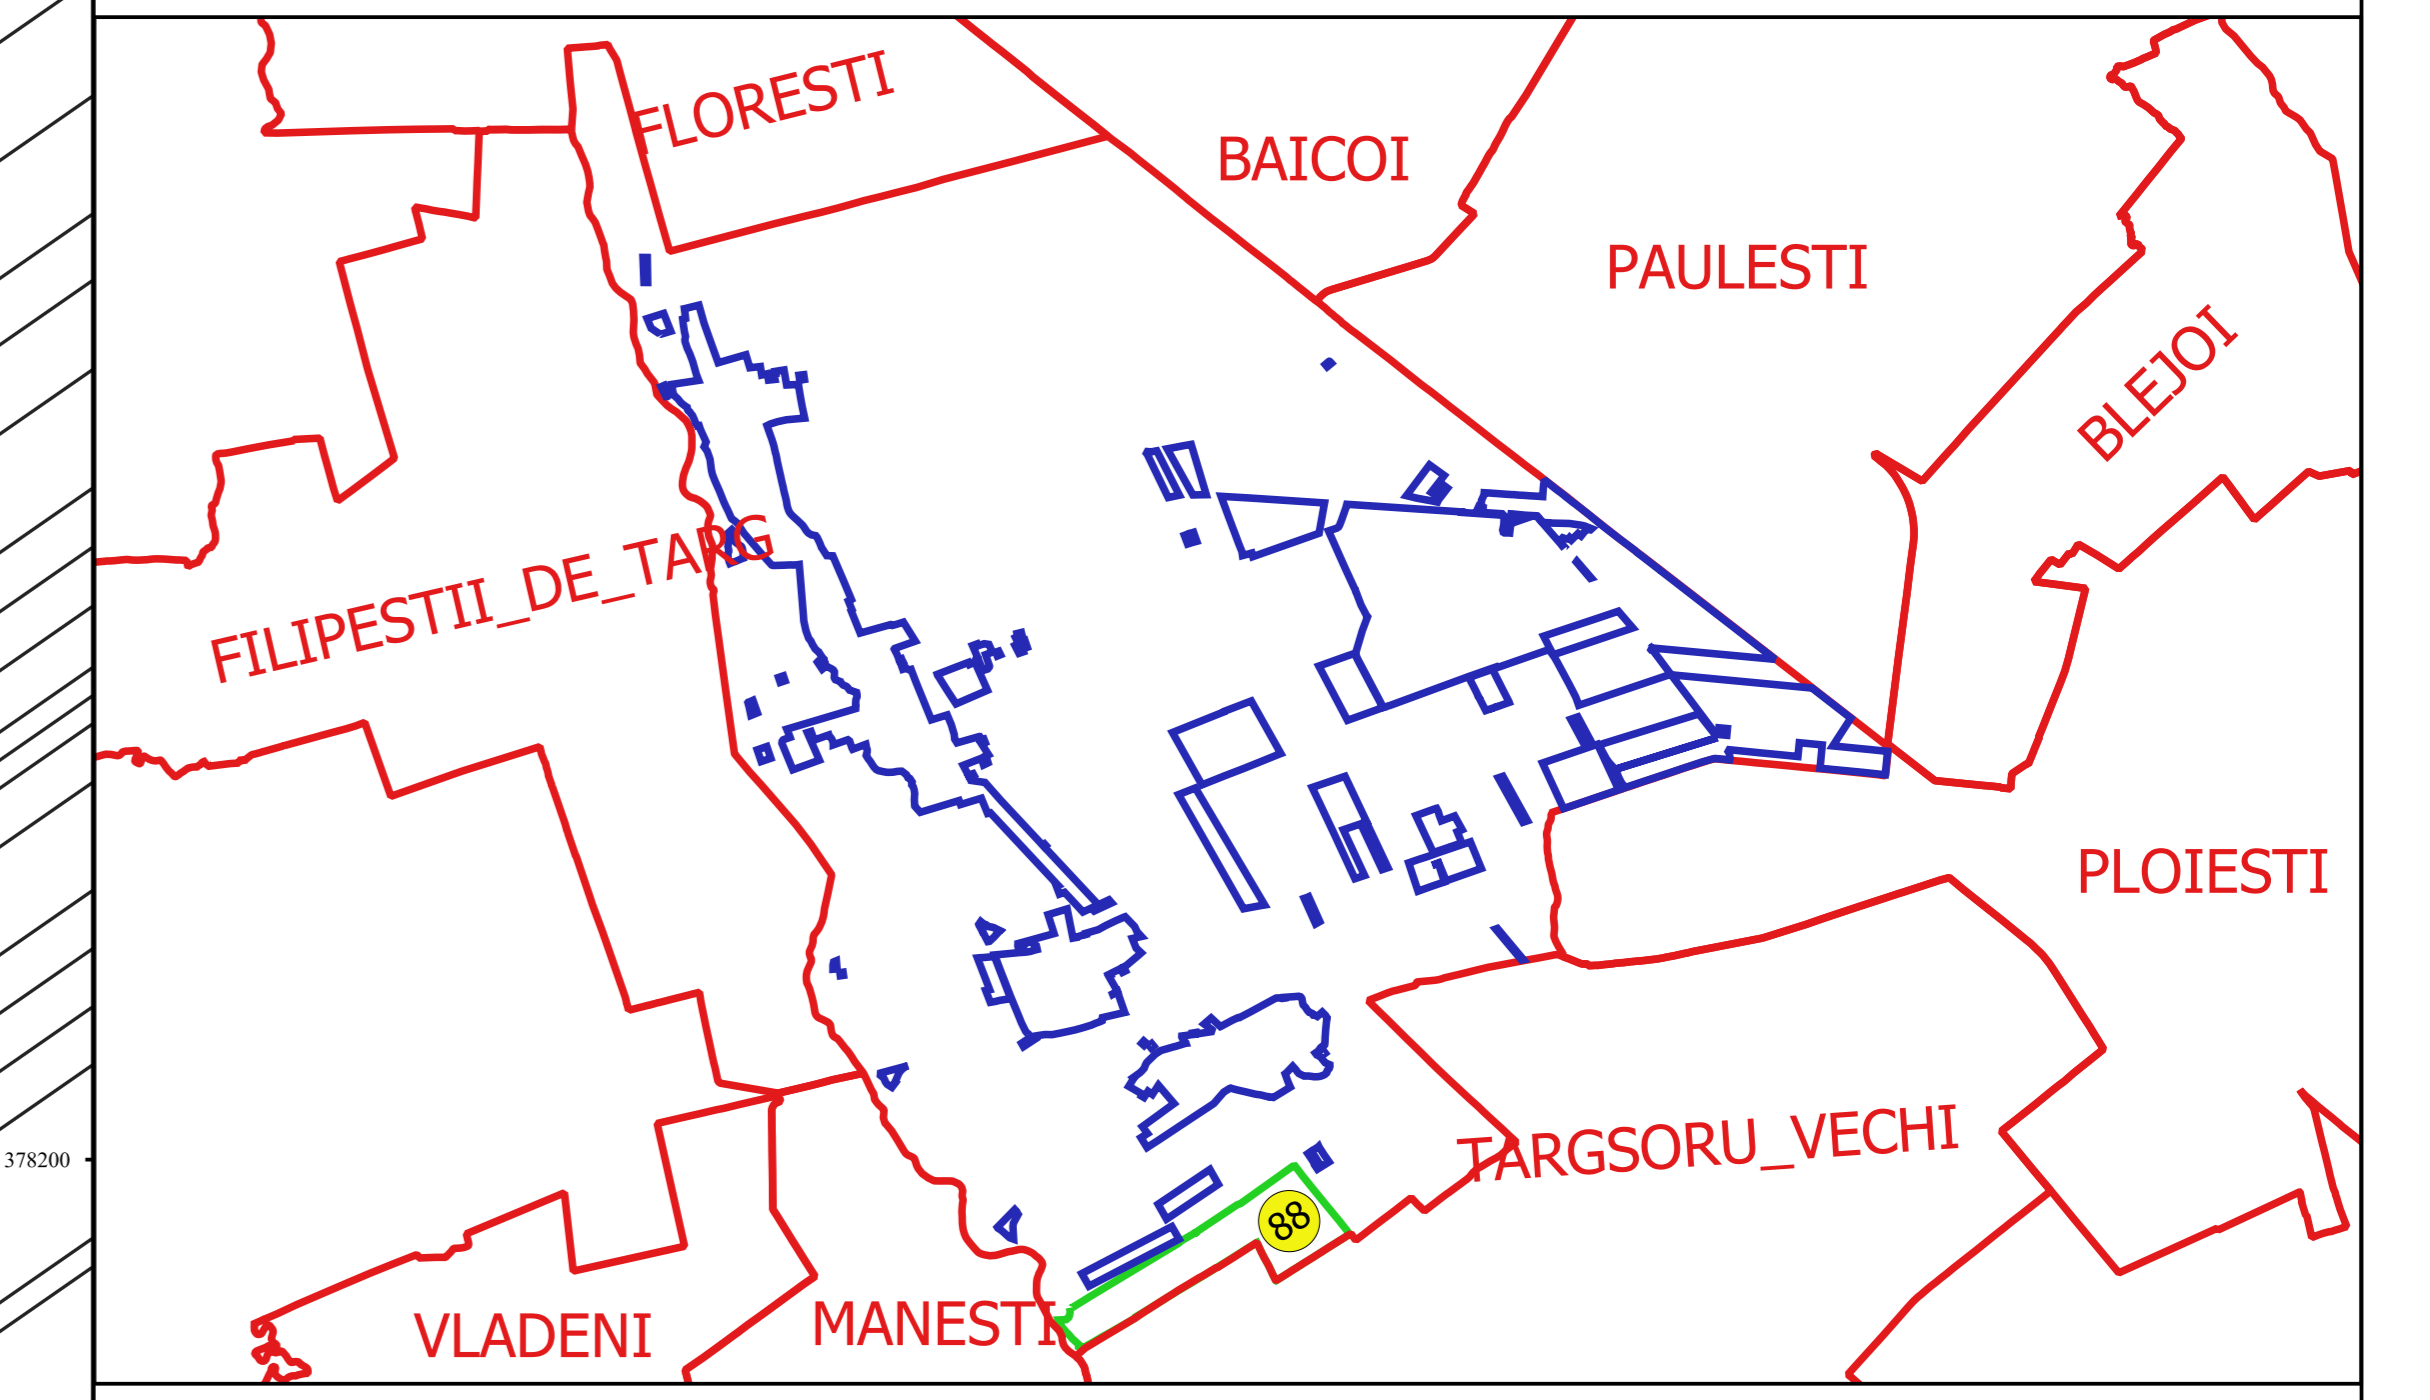 FLORESTI
BAICOI
PAULESTI
BLEJOI
FILIPESTII_DE_TARG
PLOIESTI
TARGSORU_VECHI
378200
88
MANESTI
VLADENI